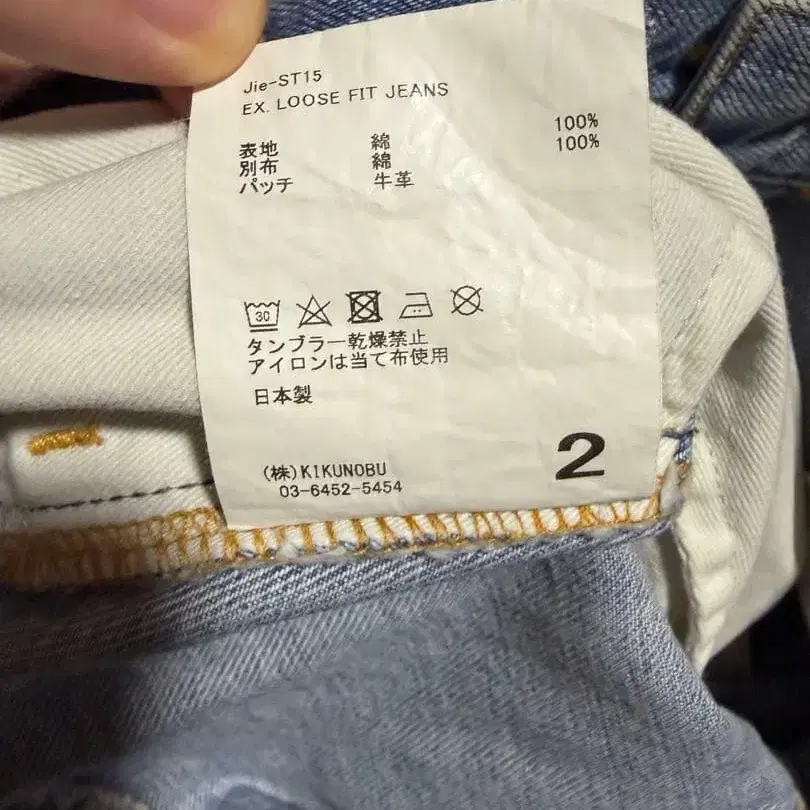 Jie-ST15
EX. LOOSE FIT JEANS
表地 綿 100%
別布 綿 100%
パッチ 牛革
30
タンブラー乾燥禁止
アイロンは当て布使用
日本製
2
(株)KIKUNOBU
03-6452-5454